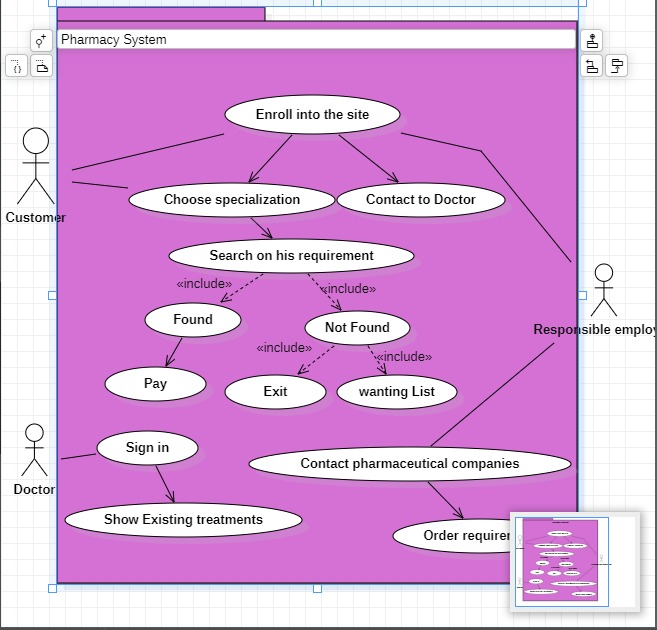 Pharmacy System
Enroll into the site
Choose specialization
Contact to Doctor
Customer
Search on his requirement
«include»
«include»
Found
Not Found
Responsible employ
«include»
«include»
Pay
Exit
wanting List
Sign in
Contact pharmaceutical companies
Doctor
Show Existing treatments
Order